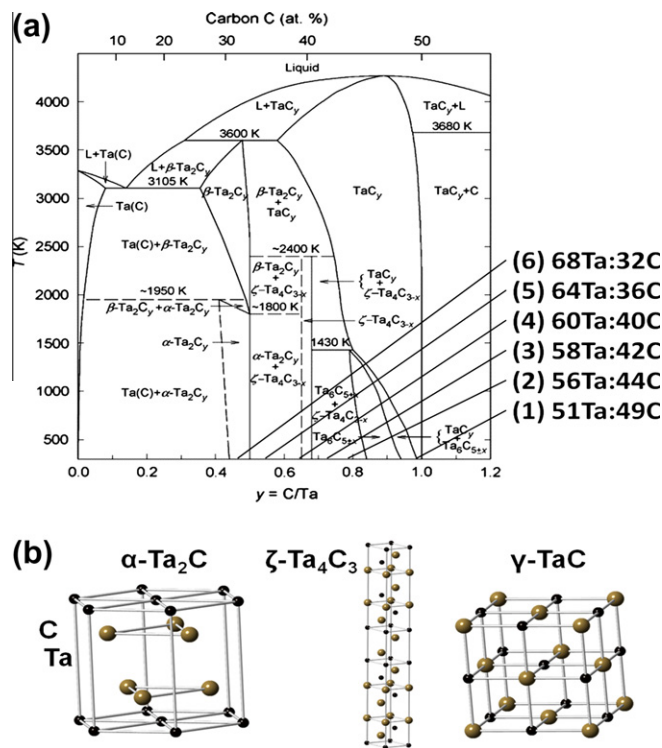 (a)
Carbon C (at. %)
0 10 20 30 40 50
Liquid
L+TaCy
TaCy+L
3600 K
3680 K
L+Ta(C)
L+β-Ta2Cy
3105 K
β-Ta2Cy
β-Ta2Cy
+
TaCy
TaCy
TaCy+C
Ta(C)
Ta(C)+β-Ta2Cy
~2400 K
β-Ta2Cy
+
ζ-Ta4C3-x
{TaCy
+
ζ-Ta4C3-x
~1950 K
β-Ta2Cy+α-Ta2Cy
~1800 K
ζ-Ta4C3-x
α-Ta2Cy
1430 K
α-Ta2Cy
+
ζ-Ta4C3-x
Ta(C)+α-Ta2Cy
Ta6C5±x
+
ζ-Ta4C3-x
Ta6C5±x
{TaCy
+
Ta6C5±x
4000
3500
3000
2500
2000
1500
1000
500
T (K)
0.0 0.2 0.4 0.6 0.8 1.0 1.2
y = C/Ta
(6) 68Ta:32C
(5) 64Ta:36C
(4) 60Ta:40C
(3) 58Ta:42C
(2) 56Ta:44C
(1) 51Ta:49C
(b)
α-Ta2C
ζ-Ta4C3
γ-TaC
C
Ta